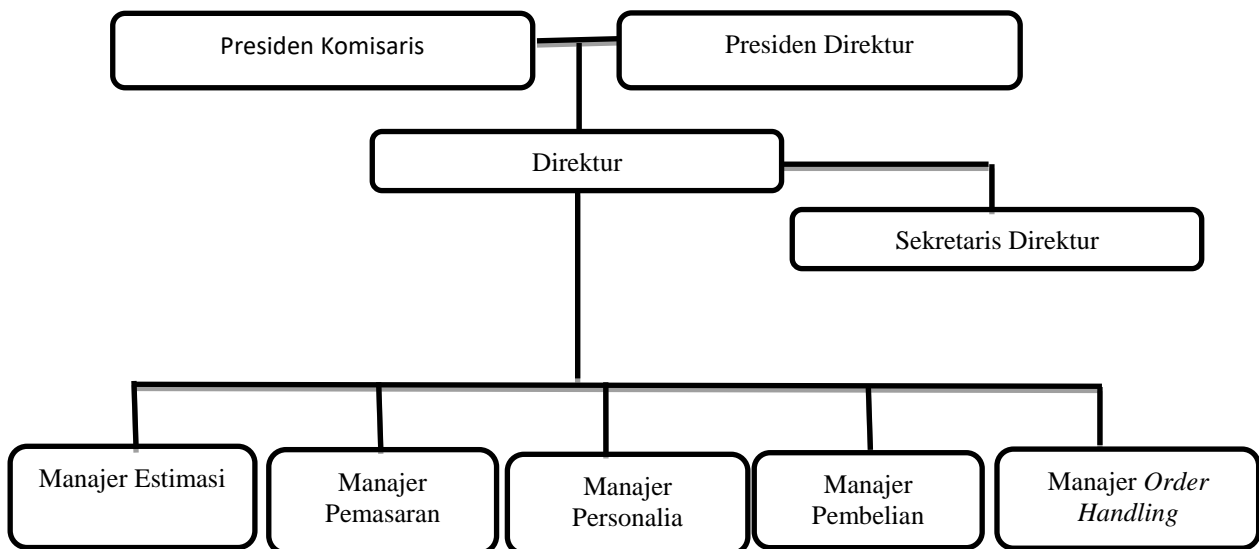 Presiden Komisaris
Presiden Direktur
Direktur
Sekretaris Direktur
Manajer Estimasi
Manajer
Pemasaran
Manajer
Personalia
Manajer
Pembelian
Manajer Order
Handling